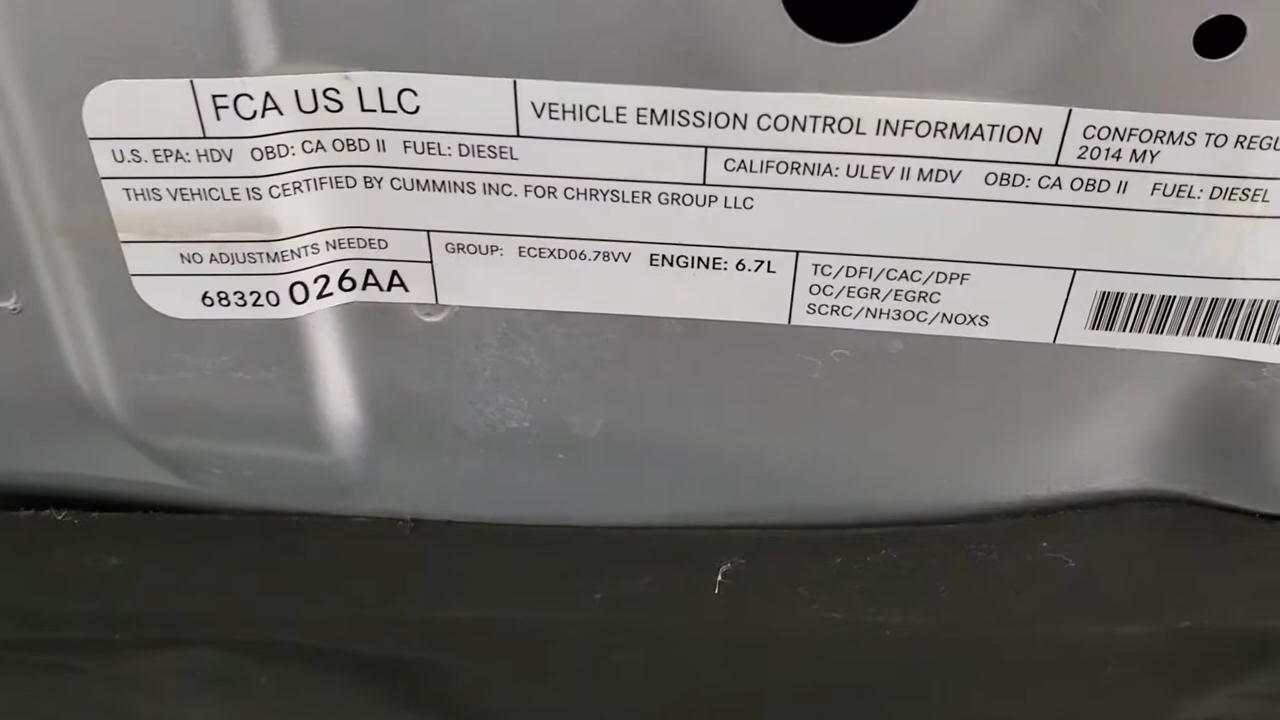 FCA US LLC
VEHICLE EMISSION CONTROL INFORMATION
CONFORMS TO
2014 MY
U.S. EPA: HDV OBD: CA OBD II FUEL: DIESEL
CALIFORNIA: ULEV II MDV OBD: CA OBD II FUEL: DIESEL
THIS VEHICLE IS CERTIFIED BY CUMMINS INC. FOR CHRYSLER GROUP LLC
NO ADJUSTMENTS NEEDED
68320 026AA
GROUP: ECEXD06.78VV ENGINE: 6.7L
TC/DFI/CAC/DPF
OC/EGR/EGRC
SCRC/NH3OC/NOXS